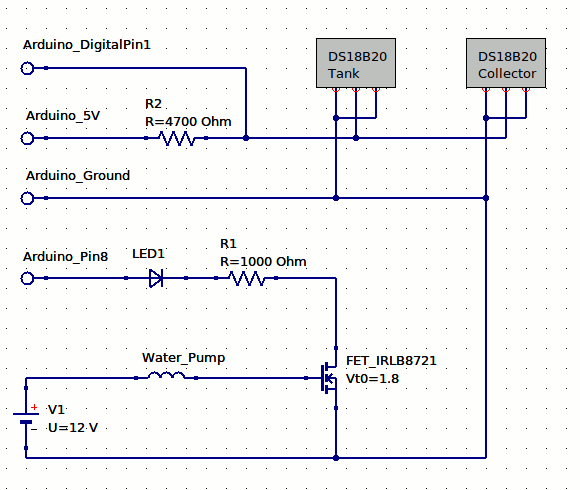 Arduino_DigitalPin1
DS18B20
Tank
DS18B20
Collector
Arduino_5V
R2
R=4700 Ohm
Arduino_Ground
Arduino_Pin8
LED1
R1
R=1000 Ohm
Water_Pump
FET_IRLB8721
Vt0=1.8
V1
U=12 V